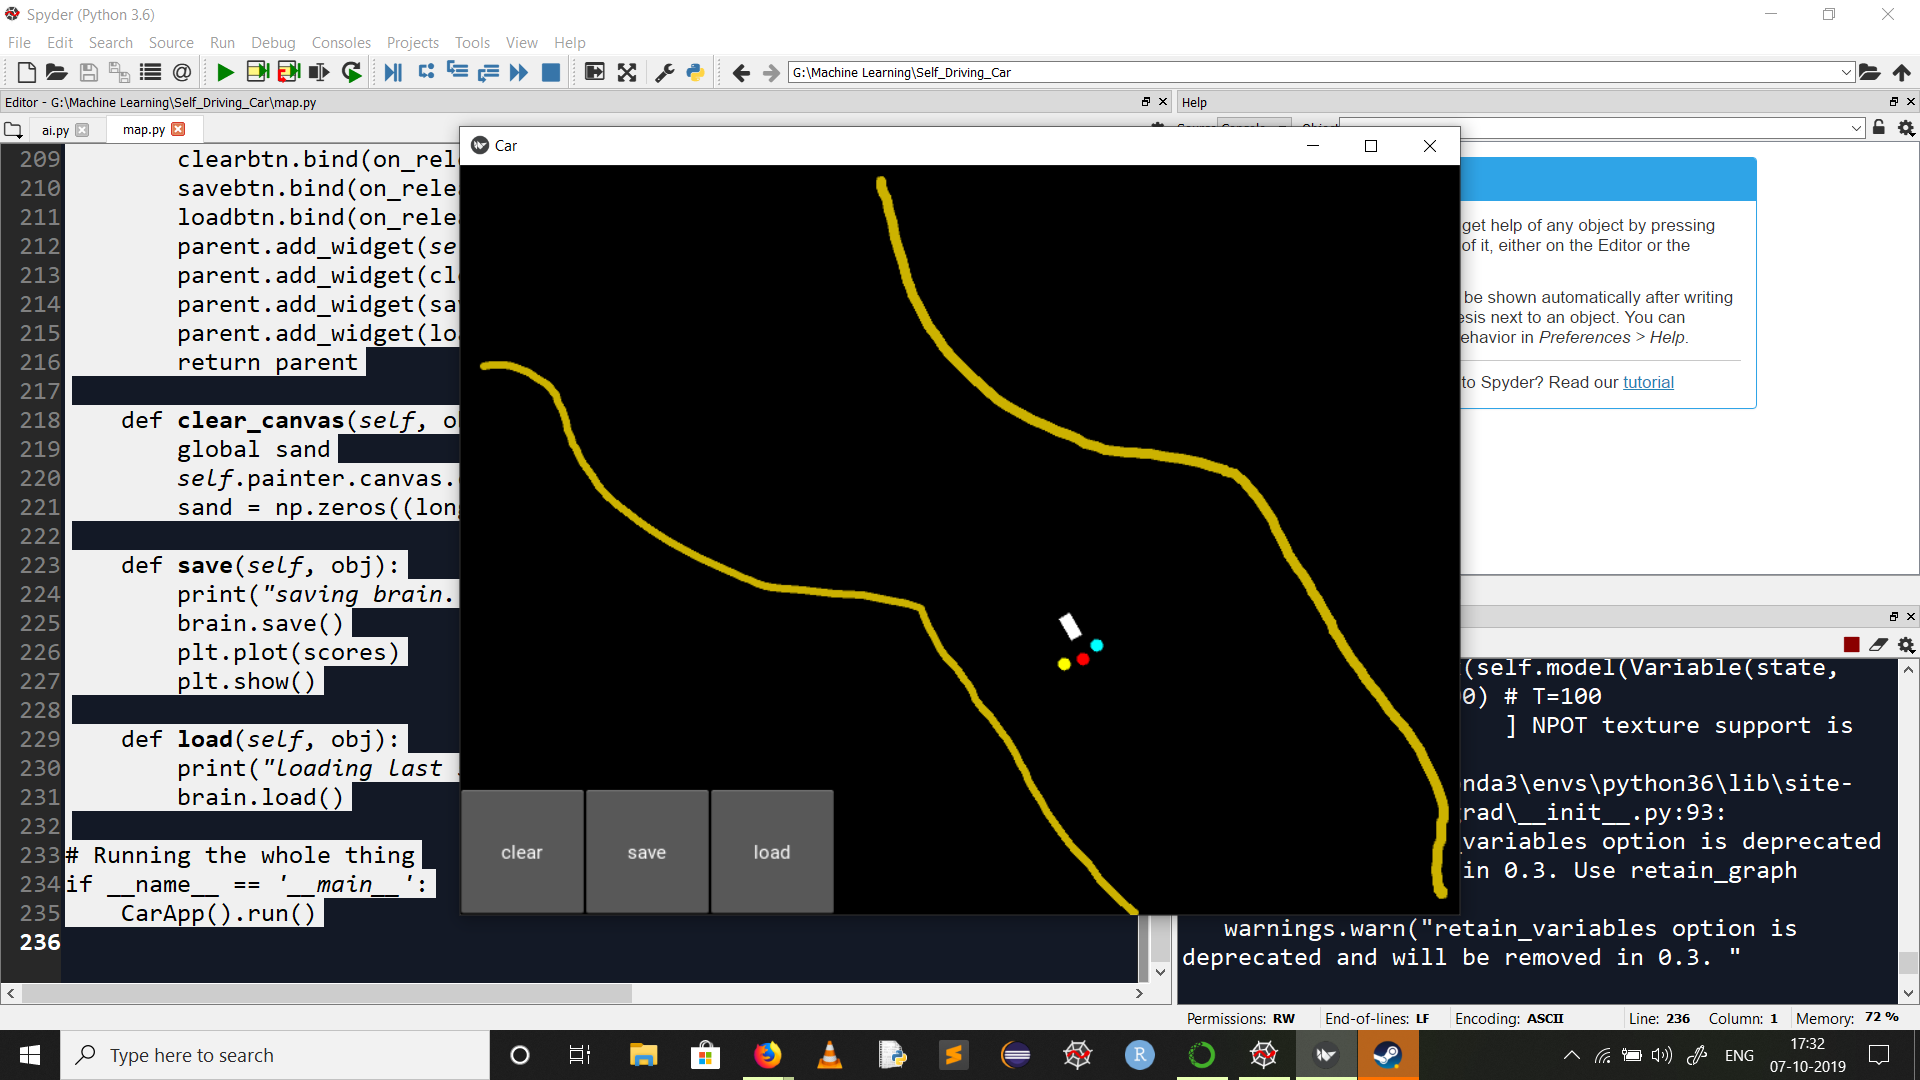 Spyder (Python 3.6)
File Edit Search Source Run Debug Consoles Projects Tools View Help
G:\Machine Learning\Self_Driving_Car
Editor - G:\Machine Learning\Self_Driving_Car\map.py
Help
ai.py map.py
Car
209 clearbtn.bind(on_rel
210 savebtn.bind(on_relea
211 loadbtn.bind(on_relea
212 parent.add_widget(se
213 parent.add_widget(cl
214 parent.add_widget(sav
215 parent.add_widget(lo
216 return parent
217
218 def clear_canvas(self, o
219 global sand
220 self.painter.canvas.
221 sand = np.zeros((lon
222
223 def save(self, obj):
224 print("saving brain.
225 brain.save()
226 plt.plot(scores)
227 plt.show()
228
229 def load(self, obj):
230 print("loading last
231 brain.load()
232
233 # Running the whole thing
234 if __name__ == '__main__':
235 CarApp().run()
236
clear save load
get help of any object by pressing
of it, either on the Editor or the
be shown automatically after writing
esis next to an object. You can
ehavior in Preferences > Help.
to Spyder? Read our tutorial
(self.model(Variable(state,
0) # T=100
] NPOT texture support is
nda3\envs\python36\lib\site-
rad\__init__.py:93:
variables option is deprecated
in 0.3. Use retain_graph
warnings.warn("retain_variables option is
deprecated and will be removed in 0.3. "
Permissions: RW End-of-lines: LF Encoding: ASCII Line: 236 Column: 1 Memory: 72 %
Type here to search
ENG
17:32
07-10-2019